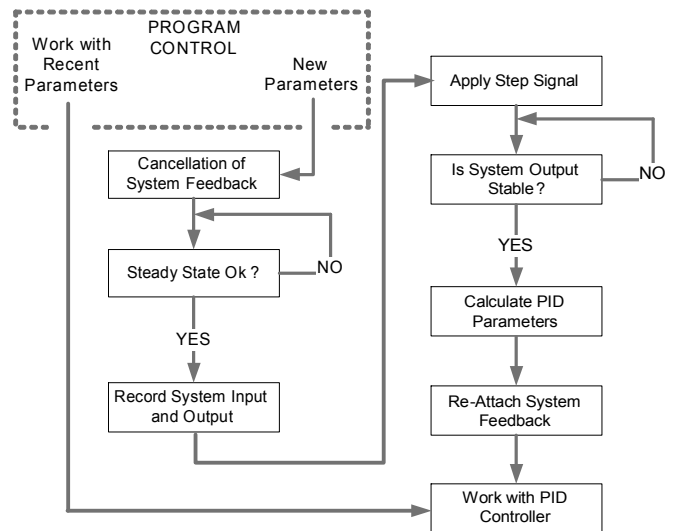 PROGRAM
CONTROL
Work with
Recent
Parameters
New
Parameters
Cancellation of
System Feedback
Steady State Ok ?
NO
YES
Record System Input
and Output
Apply Step Signal
Is System Output
Stable ?
NO
YES
Calculate PID
Parameters
Re-Attach System
Feedback
Work with PID
Controller